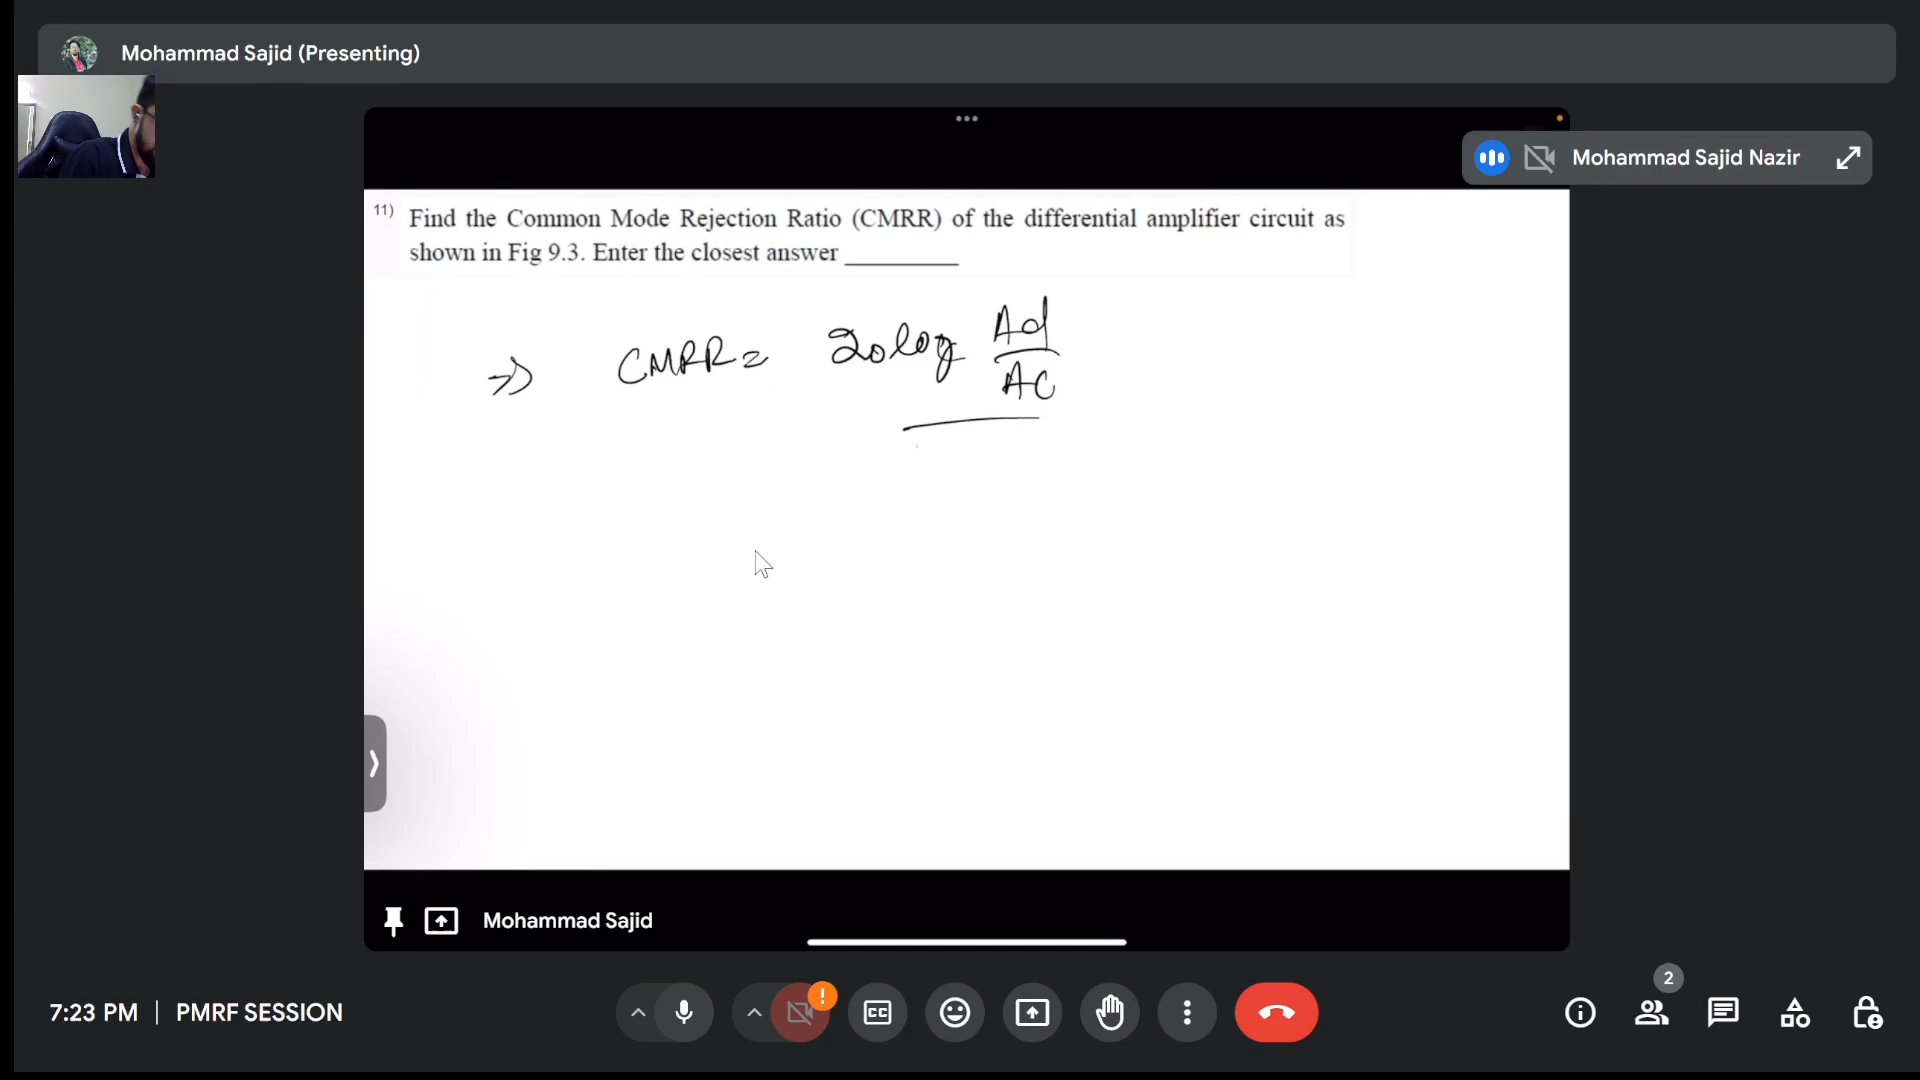 Mohammad Sajid (Presenting)
Mohammad Sajid Nazir
11) Find the Common Mode Rejection Ratio (CMRR) of the differential amplifier circuit as
shown in Fig 9.3. Enter the closest answer _________
⇒ CMRR = 20log Ad/AC
Mohammad Sajid
2
7:23 PM | PMRF SESSION
CC